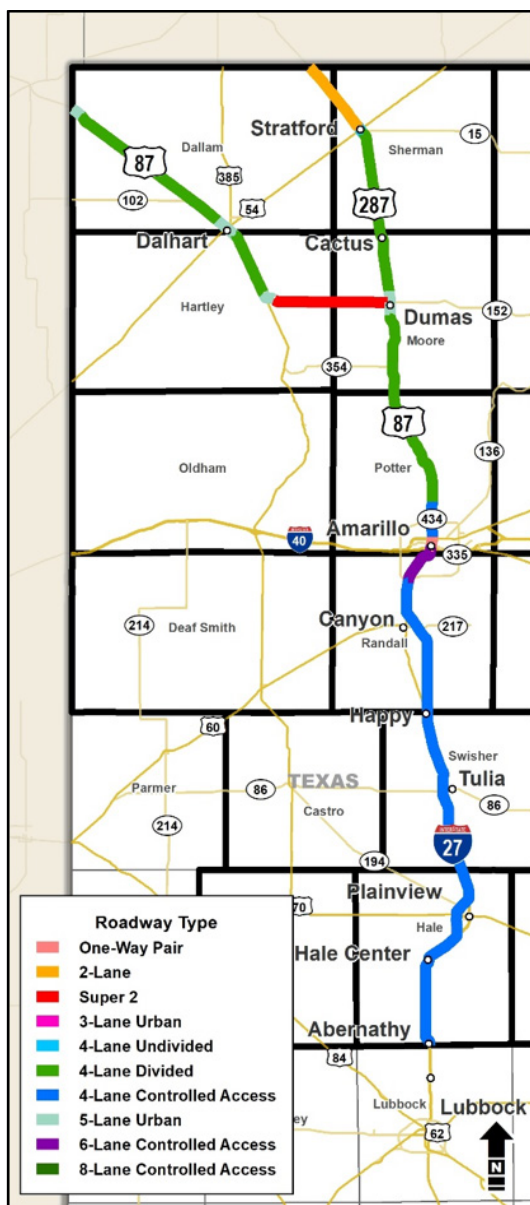 Stratford
15
Dallam
Sherman
87
385
102
54
287
Dalhart
Cactus
Hartley
Dumas
152
Moore
354
87
136
Oldham
Potter
434
Amarillo
40
335
Canyon
214
Deaf Smith
217
Randall
Happy
60
Swisher
TEXAS
Tulia
Parmer
86
86
Castro
214
27
194
Plainview
70
Hale
Hale Center
Abernathy
84
Lubbock
Lubbock
62
ey
N
Roadway Type
One-Way Pair
2-Lane
Super 2
3-Lane Urban
4-Lane Undivided
4-Lane Divided
4-Lane Controlled Access
5-Lane Urban
6-Lane Controlled Access
8-Lane Controlled Access